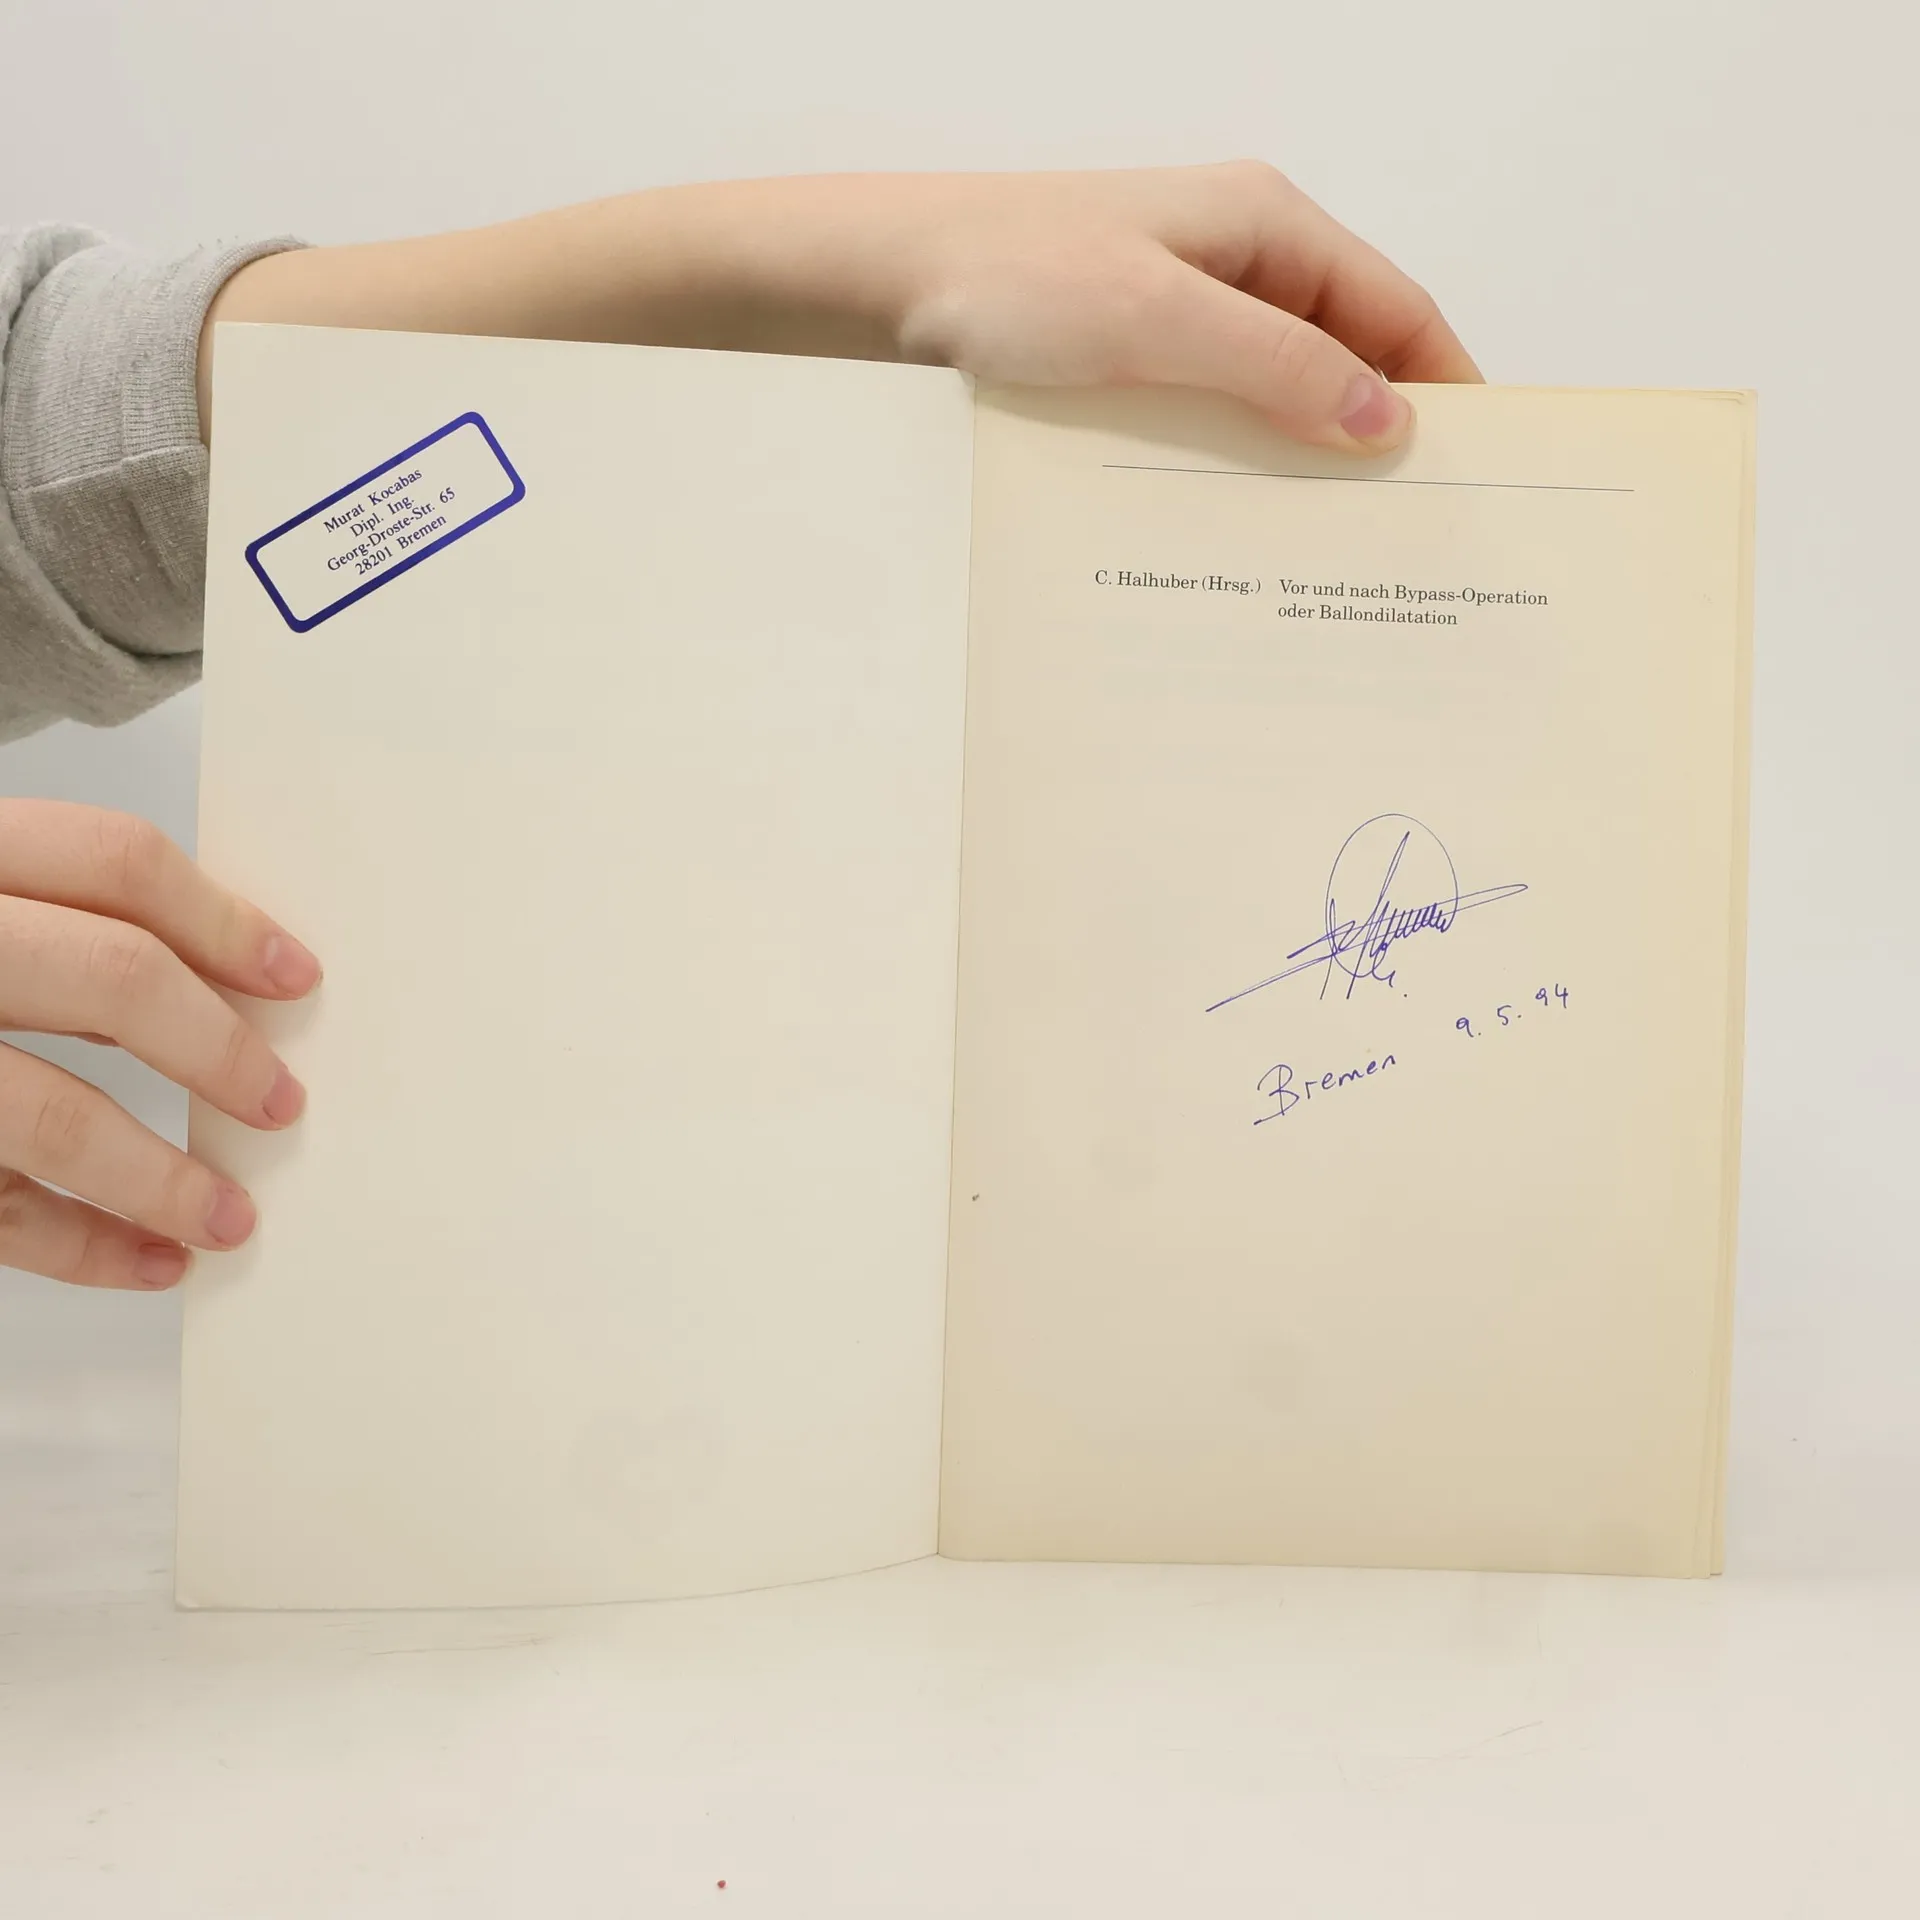 Murat Kocabas
Dipl. Ing.
Georg-Droste-Str. 65
28201 Bremen
C. Halhuber (Hrsg.) Vor und nach Bypass-Operation
oder Ballondilatation
9. 5. 94
Bremen